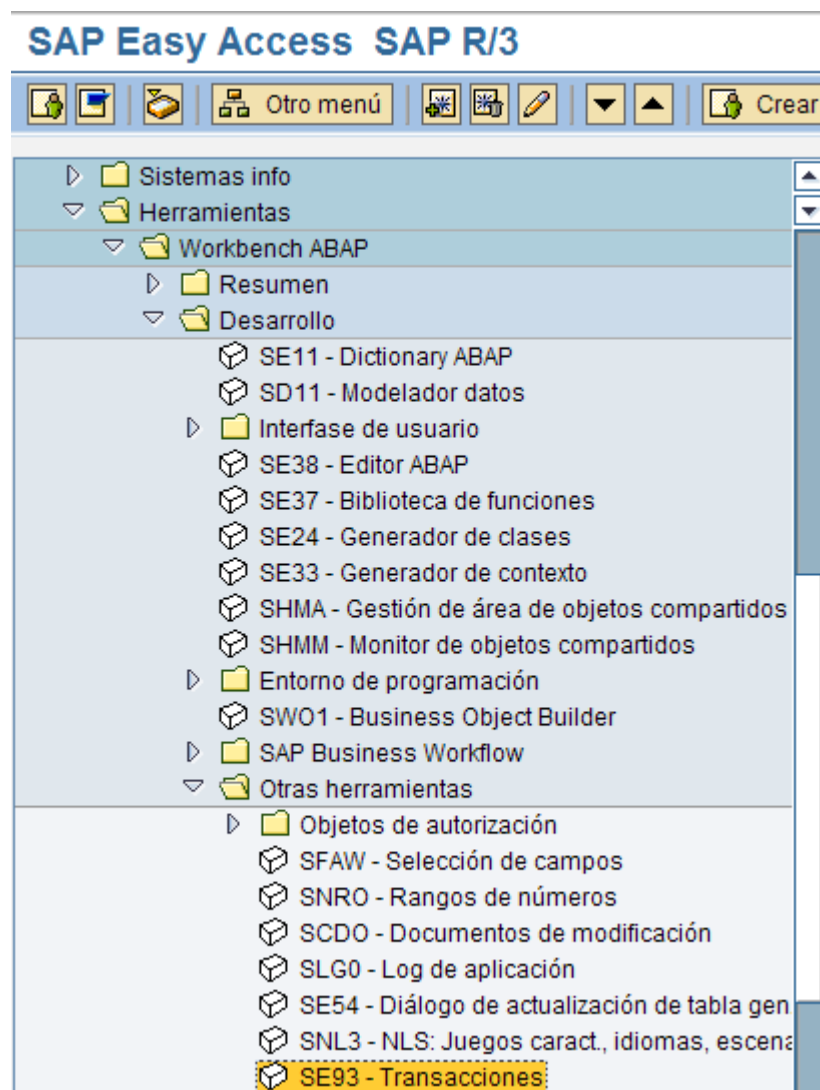 SAP Easy Access SAP R/3
Otro menú Crear
Sistemas info
Herramientas
Workbench ABAP
Resumen
Desarrollo
SE11 - Dictionary ABAP
SD11 - Modelador datos
Interfase de usuario
SE38 - Editor ABAP
SE37 - Biblioteca de funciones
SE24 - Generador de clases
SE33 - Generador de contexto
SHMA - Gestión de área de objetos compartidos
SHMM - Monitor de objetos compartidos
Entorno de programación
SWO1 - Business Object Builder
SAP Business Workflow
Otras herramientas
Objetos de autorización
SFAW - Selección de campos
SNRO - Rangos de números
SCDO - Documentos de modificación
SLG0 - Log de aplicación
SE54 - Diálogo de actualización de tabla gen
SNL3 - NLS: Juegos caract., idiomas, escena
SE93 - Transacciones